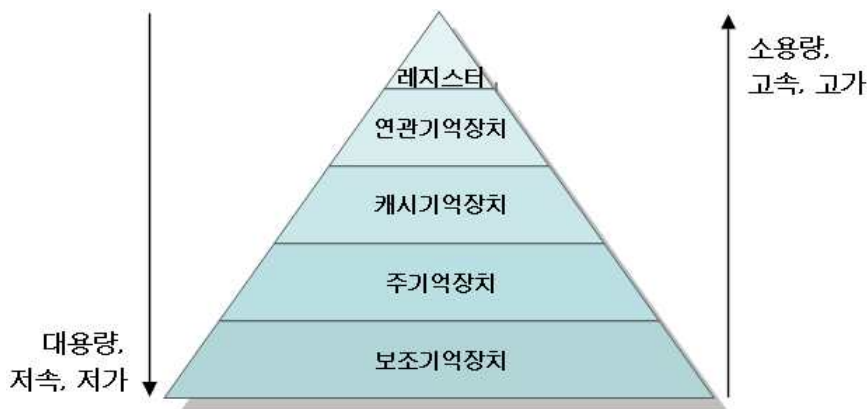 소용량,
고속, 고가
레지스터
연관기억장치
캐시기억장치
주기억장치
보조기억장치
대용량,
저속, 저가